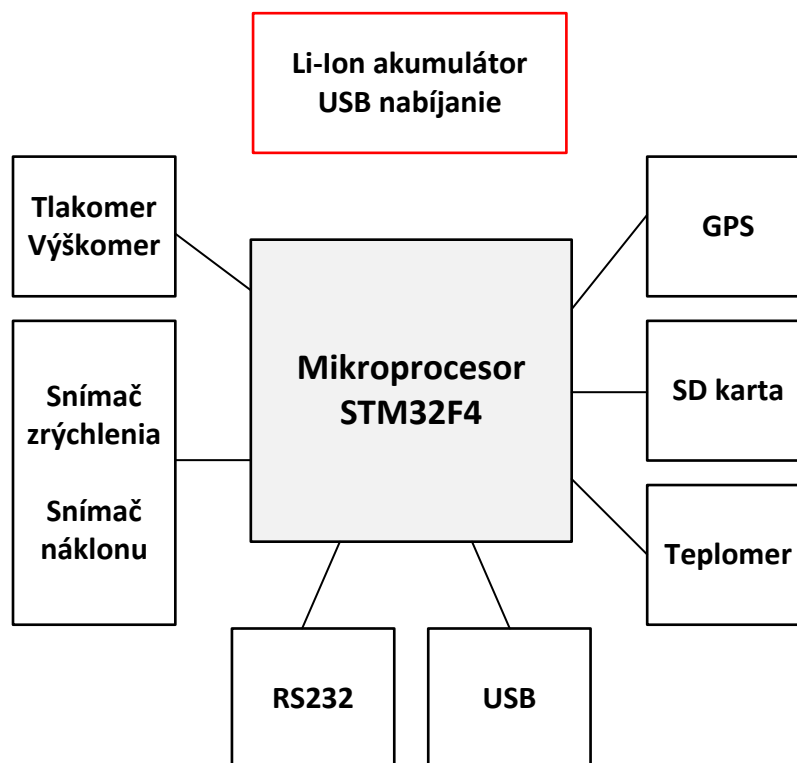 Li-Ion akumulátor
USB nabíjanie
Tlakomer
Výškomer
GPS
Mikroprocesor
STM32F4
Snímač
zrýchlenia
Snímač
náklonu
SD karta
Teplomer
RS232
USB